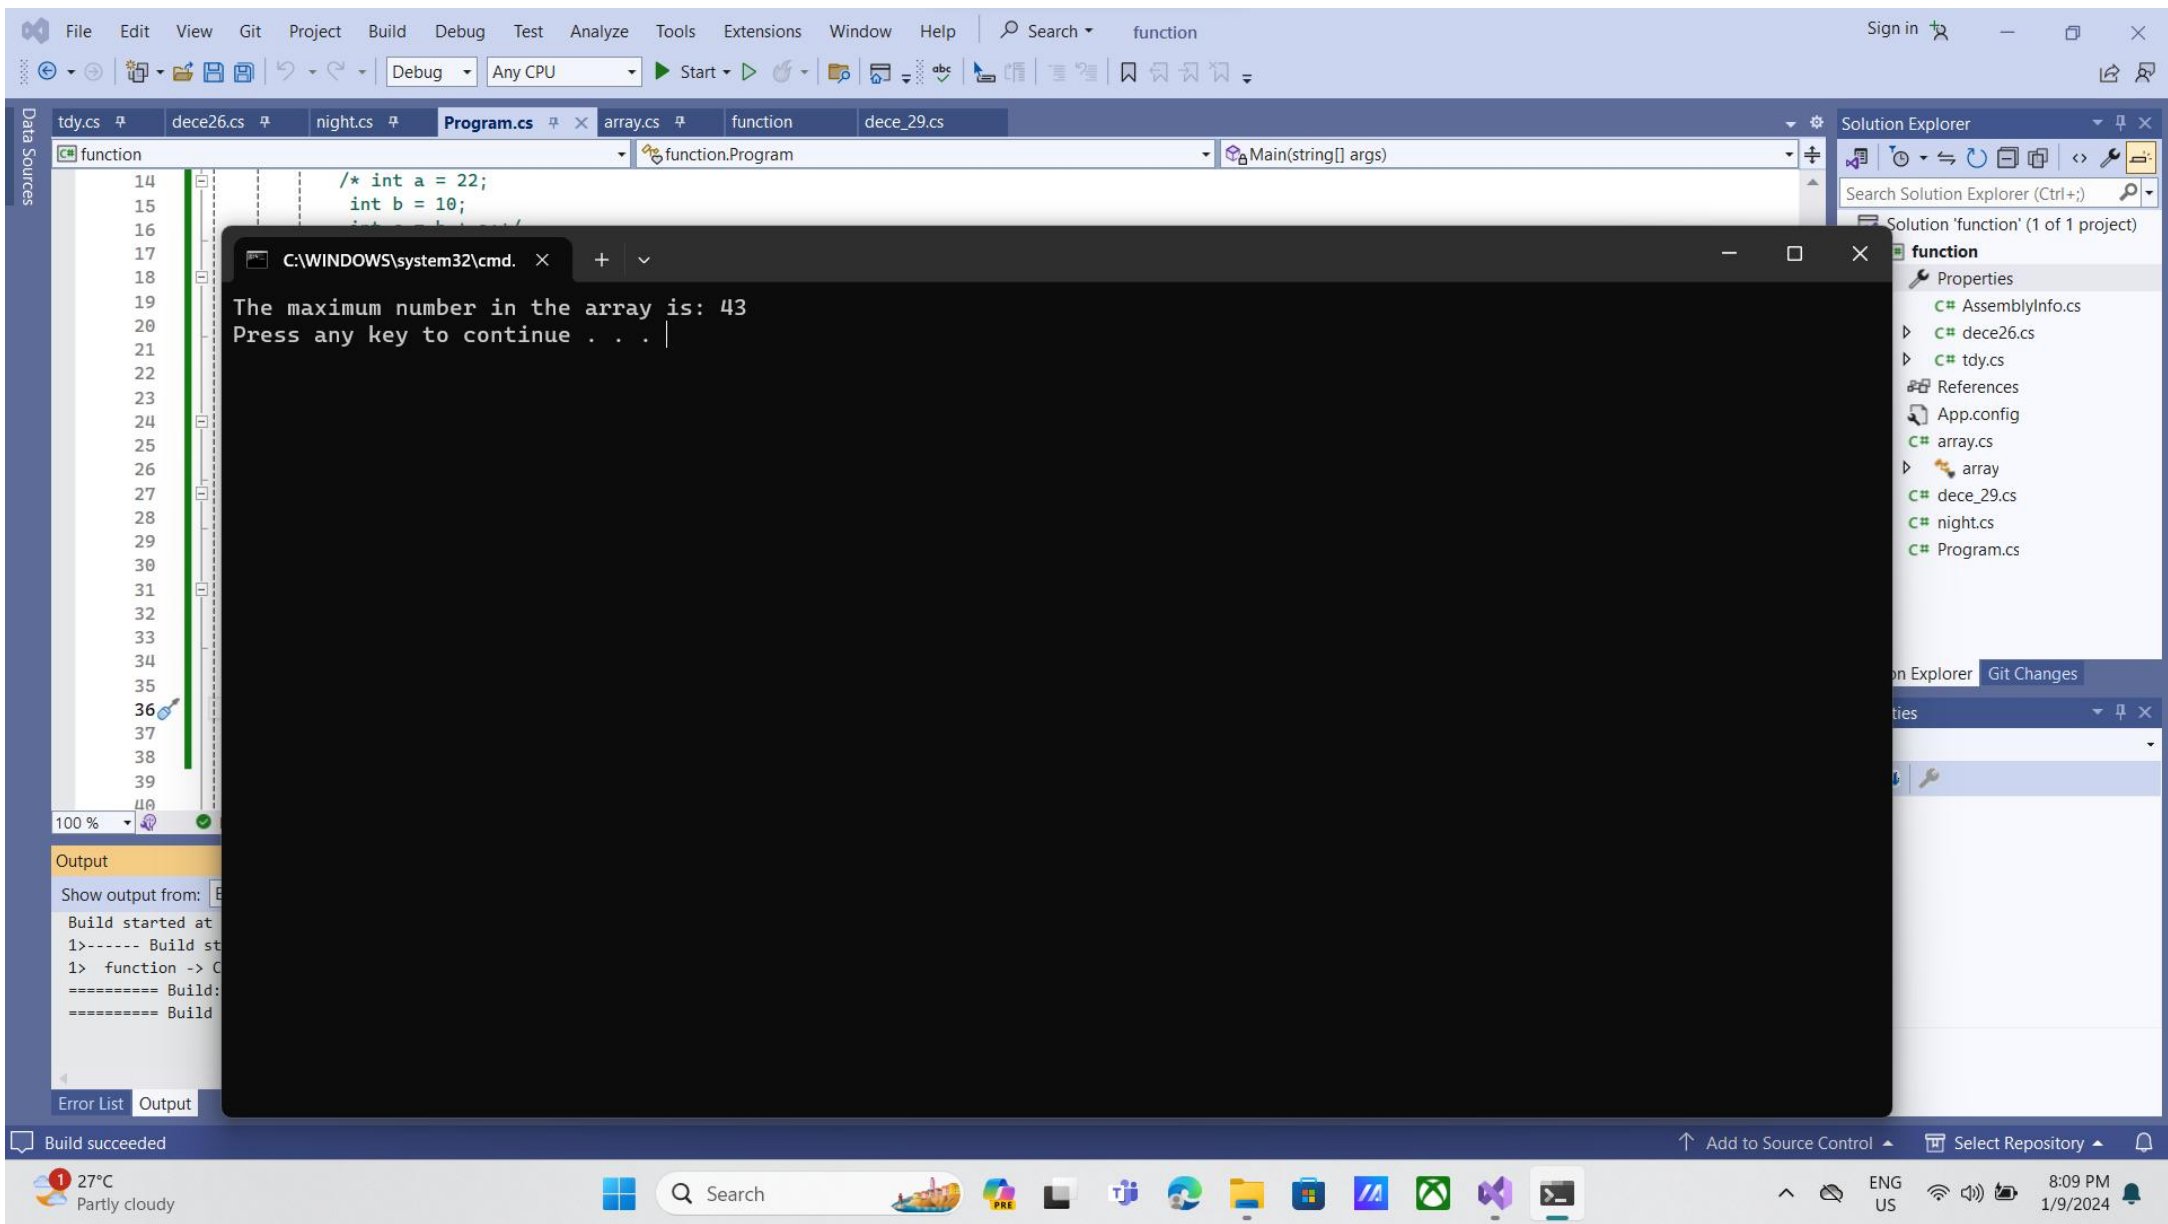 File Edit View Git Project Build Debug Test Analyze Tools Extensions Window Help Search function Sign in
Debug Any CPU Start
Data Sources
tdy.cs dece26.cs night.cs Program.cs array.cs function dece_29.cs
function function.Program Main(string[] args)
14 /* int a = 22;
15 int b = 10;
16
17
18
19
20
21
22
23
24
25
26
27
28
29
30
31
32
33
34
35
36
37
38
39
40
100 %
C:\WINDOWS\system32\cmd.
The maximum number in the array is: 43
Press any key to continue . . .
Output
Show output from:
Build started at
1>------ Build st
1> function -> C
========== Build:
========== Build
Error List Output
Solution Explorer
Search Solution Explorer (Ctrl+;)
Solution 'function' (1 of 1 project)
function
Properties
C# AssemblyInfo.cs
C# dece26.cs
C# tdy.cs
References
App.config
C# array.cs
array
C# dece_29.cs
C# night.cs
C# Program.cs
on Explorer Git Changes
ties
Build succeeded Add to Source Control Select Repository
1 27°C
Partly cloudy
Search
PRE
ENG
US
8:09 PM
1/9/2024